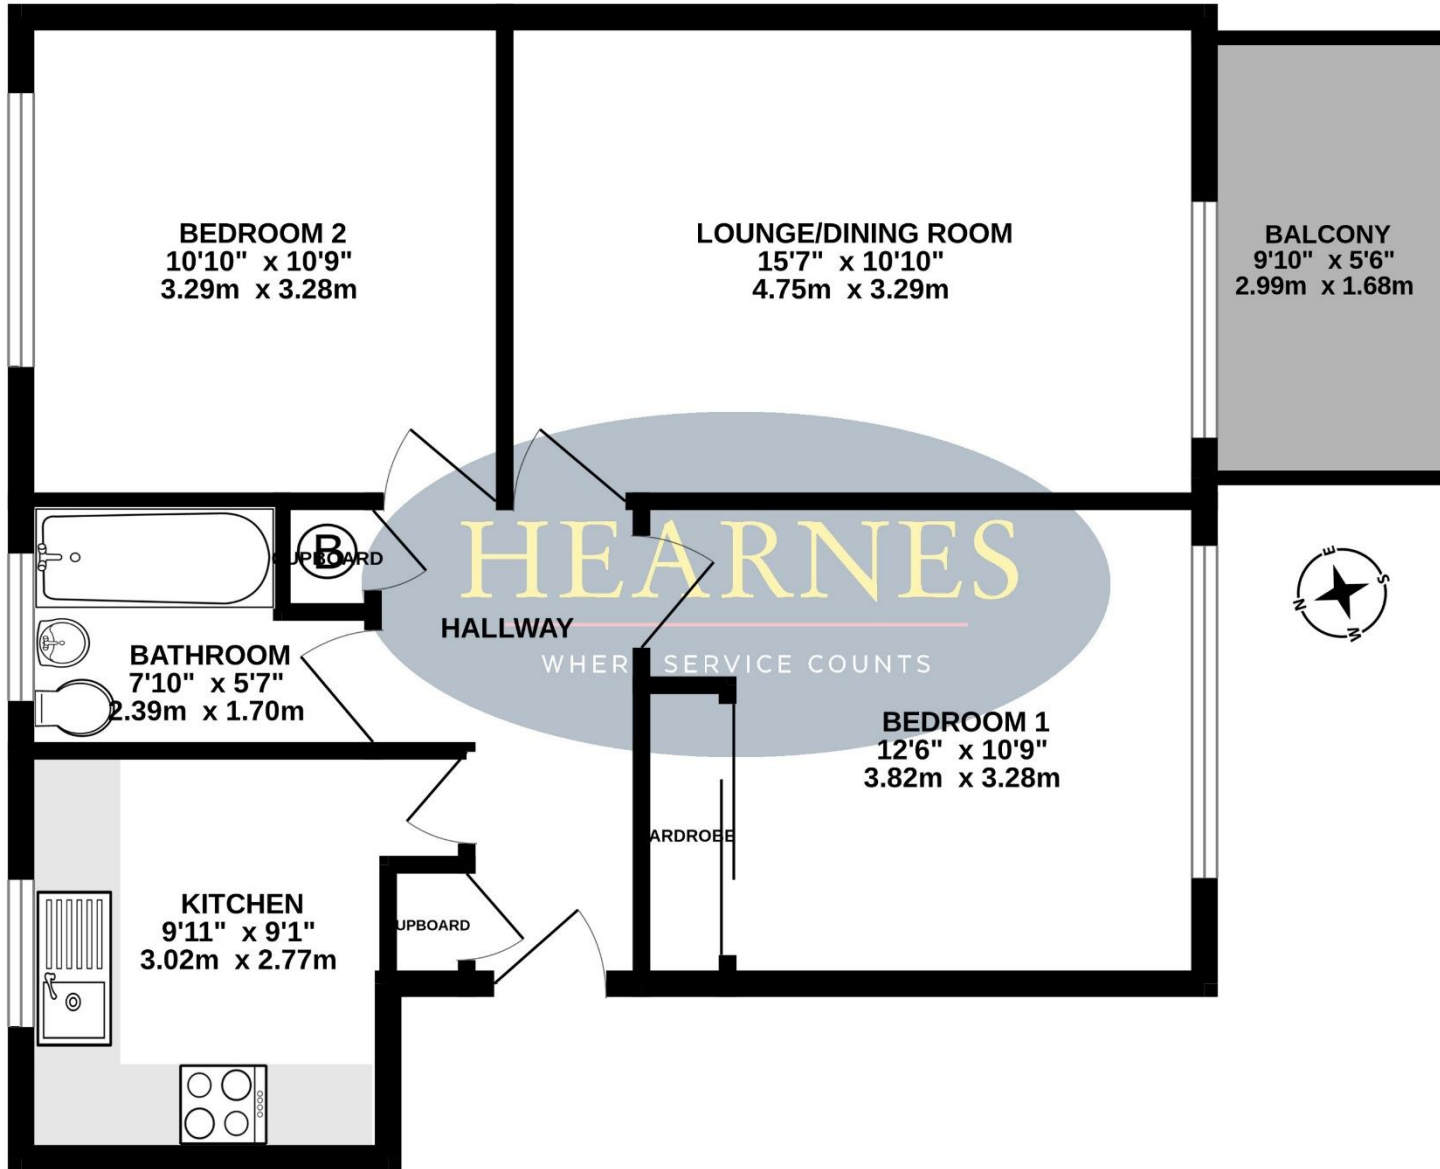 BEDROOM 2
10'10" x 10'9"
3.29m x 3.28m
LOUNGE/DINING ROOM
15'7" x 10'10"
4.75m x 3.29m
BALCONY
9'10" x 5'6"
2.99m x 1.68m
B
CUPBOARD
HEARNES
HALLWAY
WHERE SERVICE COUNTS
E
S
N
W
BATHROOM
7'10" x 5'7"
2.39m x 1.70m
BEDROOM 1
12'6" x 10'9"
3.82m x 3.28m
ARDROBE
KITCHEN
9'11" x 9'1"
3.02m x 2.77m
UPBOARD